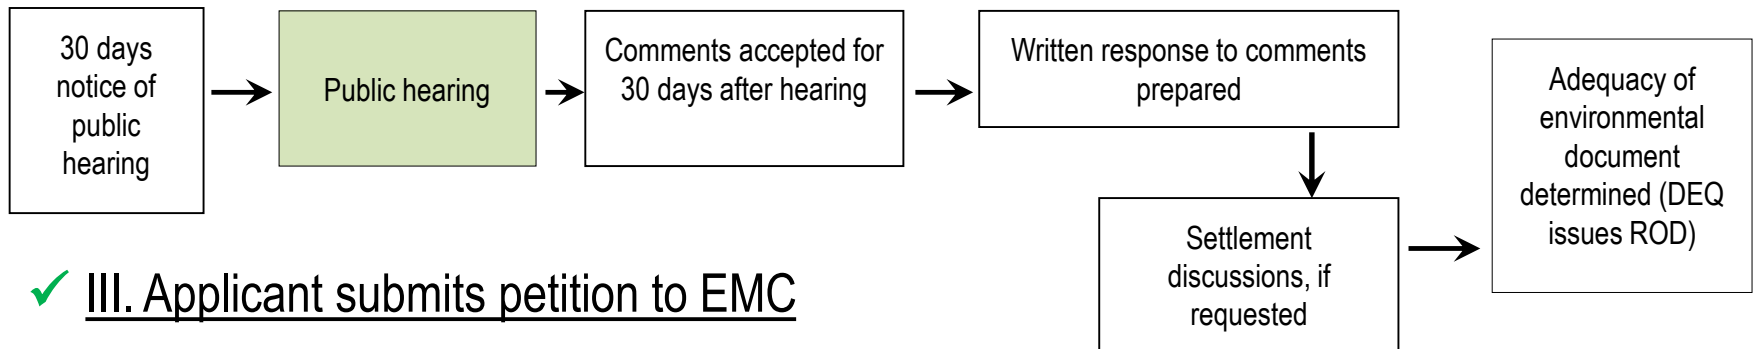 30 days
notice of
public
hearing
Public hearing
Comments accepted for
30 days after hearing
Written response to comments
prepared
Settlement
discussions, if
requested
Adequacy of
environmental
document
determined (DEQ
issues ROD)
III. Applicant submits petition to EMC